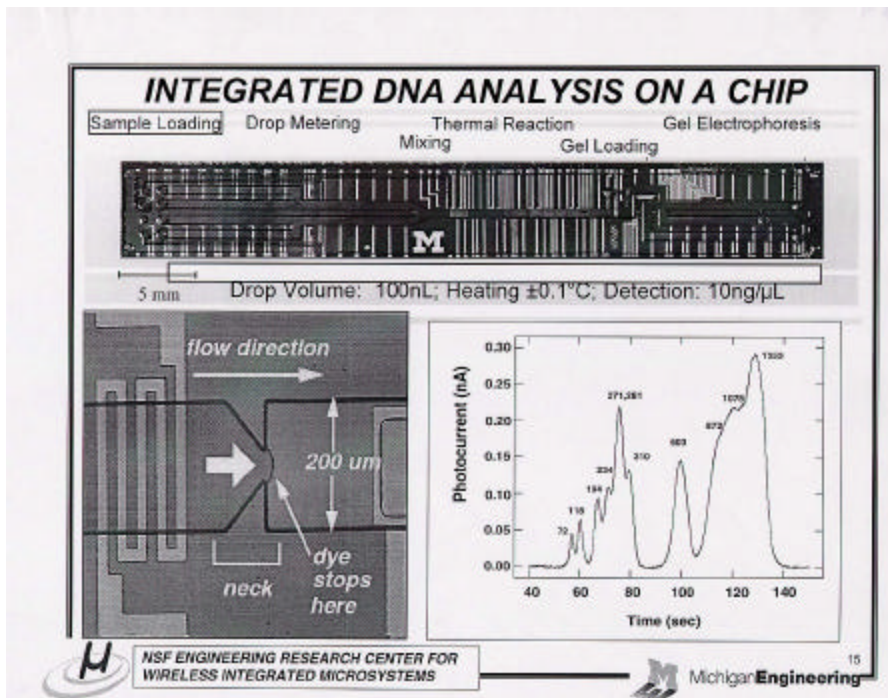 INTEGRATED DNA ANALYSIS ON A CHIP
Sample Loading Drop Metering Thermal Reaction Gel Electrophoresis
Mixing Gel Loading
M
5 mm
Drop Volume: 100nL; Heating ±0.1°C; Detection: 10ng/µL
flow direction
200 um
dye
stops
here
neck
Photocurrent (nA)
0.30
0.25
0.20
0.15
0.10
0.05
0.00
1353
1078
872
603
310
271,281
234
194
118
72
40 60 80 100 120 140
Time (sec)
µ
NSF ENGINEERING RESEARCH CENTER FOR
WIRELESS INTEGRATED MICROSYSTEMS
M
MichiganEngineering
15